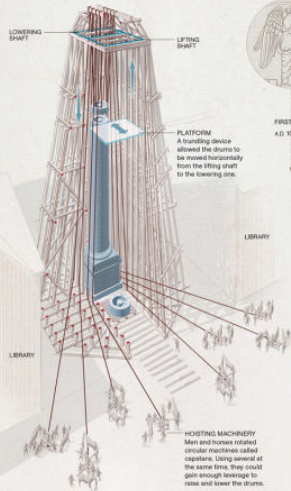 LOWERING
SHAFT
LIFTING
SHAFT
FIRST
A.D. 10
PLATFORM
A trundling device
allowed the drums to
be moved horizontally
from the lifting shaft
to the lowering one.
LIBRARY
LIBRARY
HOISTING MACHINERY
Men and horses rotated
circular machines called
capstans. Using several at
the same time, they could
gain enough leverage to
raise and lower the drums.